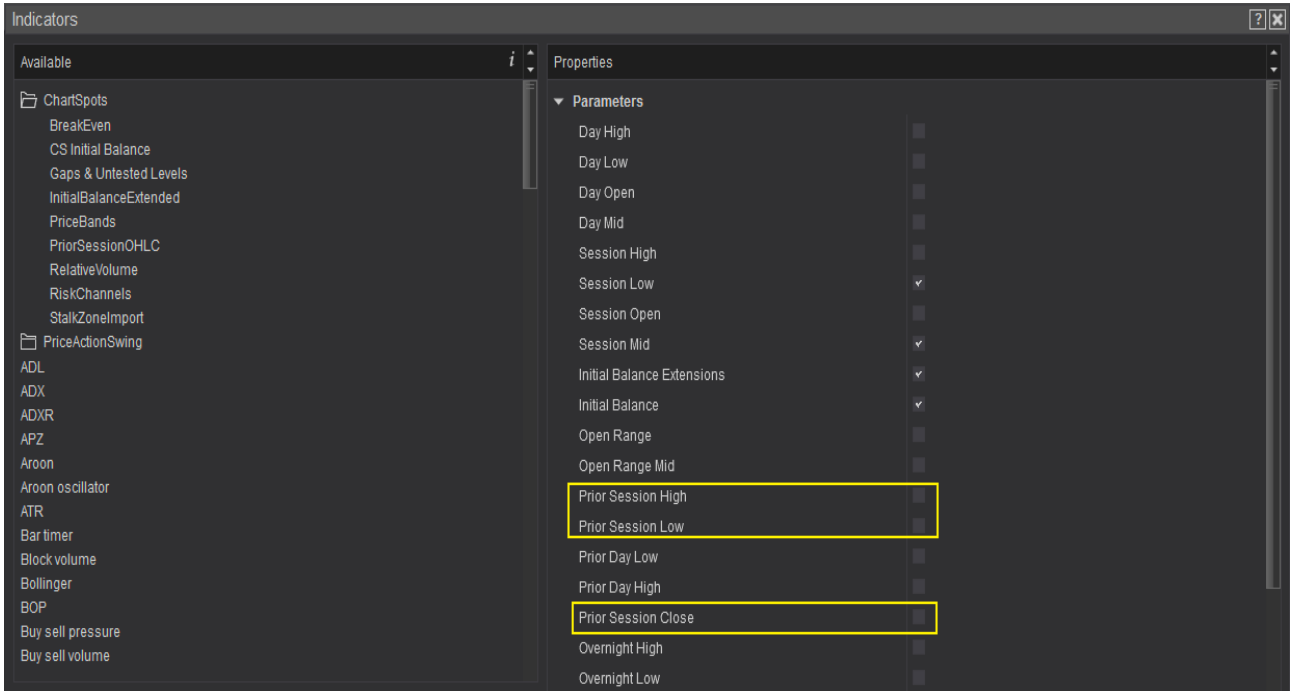 Indicators
?
Available i
ChartSpots
BreakEven
CS Initial Balance
Gaps & Untested Levels
InitialBalanceExtended
PriceBands
PriorSessionOHLC
RelativeVolume
RiskChannels
StalkZoneImport
PriceActionSwing
ADL
ADX
ADXR
APZ
Aroon
Aroon oscillator
ATR
Bar timer
Block volume
Bollinger
BOP
Buy sell pressure
Buy sell volume
Properties
Parameters
Day High
Day Low
Day Open
Day Mid
Session High
Session Low
Session Open
Session Mid
Initial Balance Extensions
Initial Balance
Open Range
Open Range Mid
Prior Session High
Prior Session Low
Prior Day Low
Prior Day High
Prior Session Close
Overnight High
Overnight Low